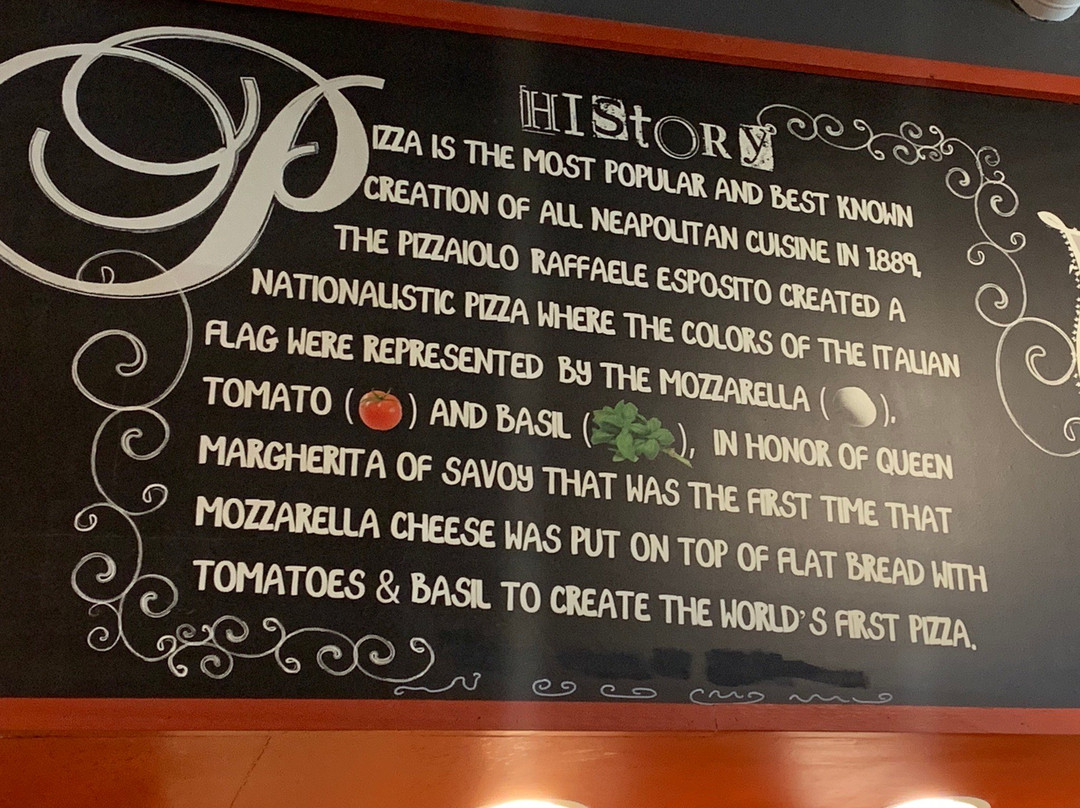 HIStORy
PIZZA IS THE MOST POPULAR AND BEST KNOWN
CREATION OF ALL NEAPOLITAN CUISINE IN 1889,
THE PIZZAIOLO RAFFAELE ESPOSITO CREATED A
NATIONALISTIC PIZZA WHERE THE COLORS OF THE ITALIAN
FLAG WERE REPRESENTED BY THE MOZZARELLA ( ),
TOMATO ( ) AND BASIL ( ), IN HONOR OF QUEEN
MARGHERITA OF SAVOY THAT WAS THE FIRST TIME THAT
MOZZARELLA CHEESE WAS PUT ON TOP OF FLAT BREAD WITH
TOMATOES & BASIL TO CREATE THE WORLD'S FIRST PIZZA.